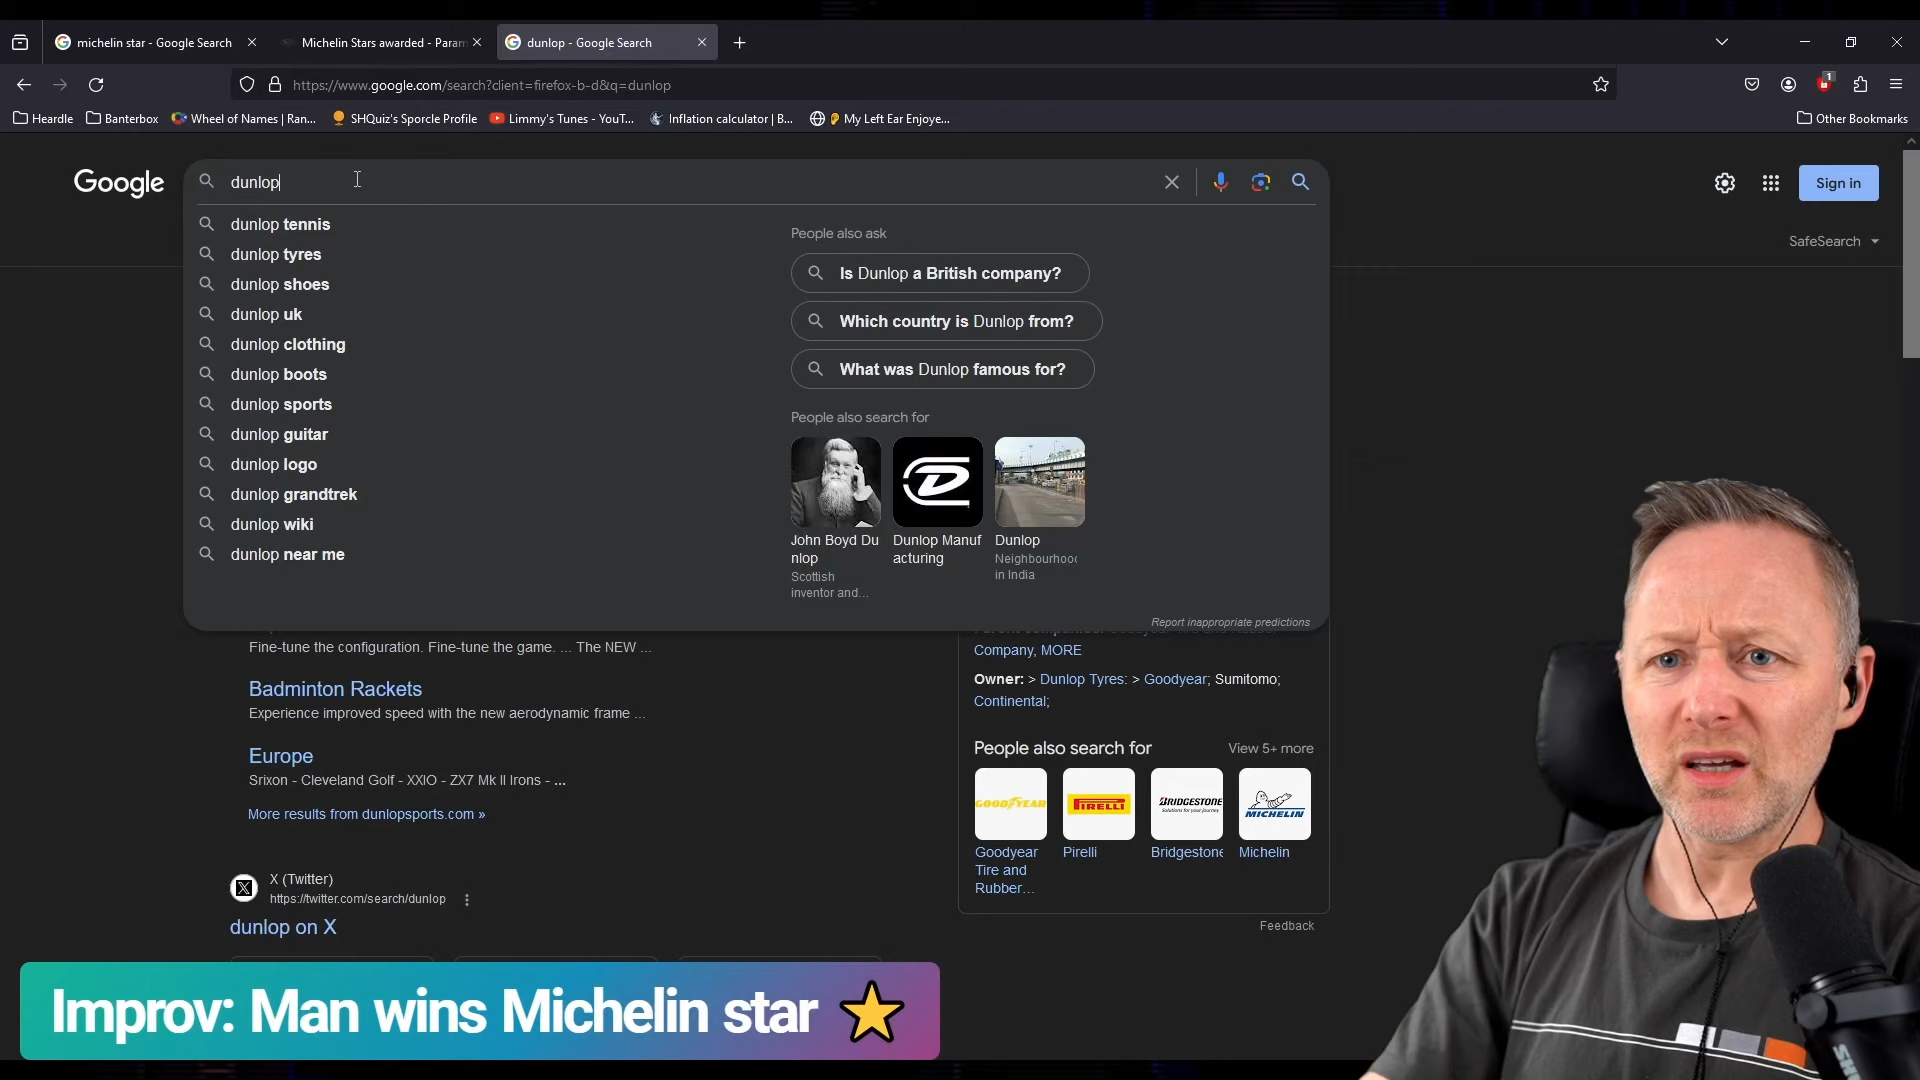 michelin star - Google Search
Michelin Stars awarded - Param
dunlop - Google Search
https://www.google.com/search?client=firefox-b-d&q=dunlop
1
Heardle
Banterbox
Wheel of Names | Ran...
SHQuiz's Sporcle Profile
Limmy's Tunes - YouT...
Inflation calculator | B...
My Left Ear Enjoye...
Other Bookmarks
Google
dunlop
Sign in
SafeSearch
dunlop tennis
dunlop tyres
dunlop shoes
dunlop uk
dunlop clothing
dunlop boots
dunlop sports
dunlop guitar
dunlop logo
dunlop grandtrek
dunlop wiki
dunlop near me
People also ask
Is Dunlop a British company?
Which country is Dunlop from?
What was Dunlop famous for?
People also search for
John Boyd Du
nlop
Scottish
inventor and...
Dunlop Manuf
acturing
Dunlop
Neighbourhood
in India
Report inappropriate predictions
Fine-tune the configuration. Fine-tune the game. ... The NEW ...
Badminton Rackets
Experience improved speed with the new aerodynamic frame ...
Europe
Srixon - Cleveland Golf - XXIO - ZX7 Mk II Irons - ...
More results from dunlopsports.com »
X (Twitter)
https://twitter.com/search/dunlop
dunlop on X
Company, MORE
Owner: > Dunlop Tyres: > Goodyear; Sumitomo;
Continental;
People also search for
View 5+ more
GOODYEAR
PIRELLI
BRIDGESTONE
Solutions for your journey
MICHELIN
Goodyear
Tire and
Rubber...
Pirelli
Bridgestone
Michelin
Feedback
Improv: Man wins Michelin star